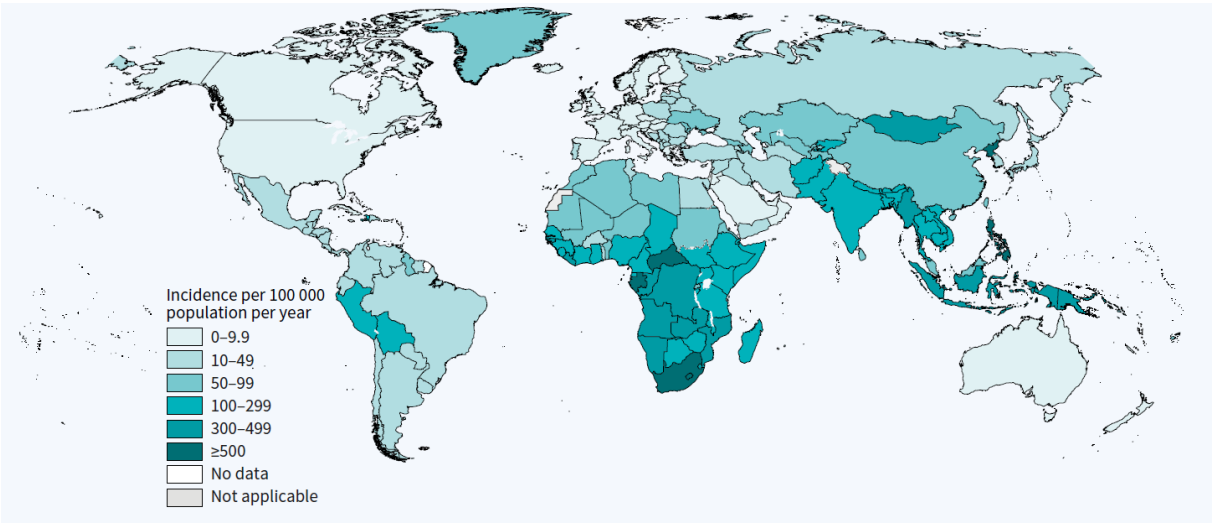 Incidence per 100 000
population per year
0–9.9
10–49
50–99
100–299
300–499
≥500
No data
Not applicable